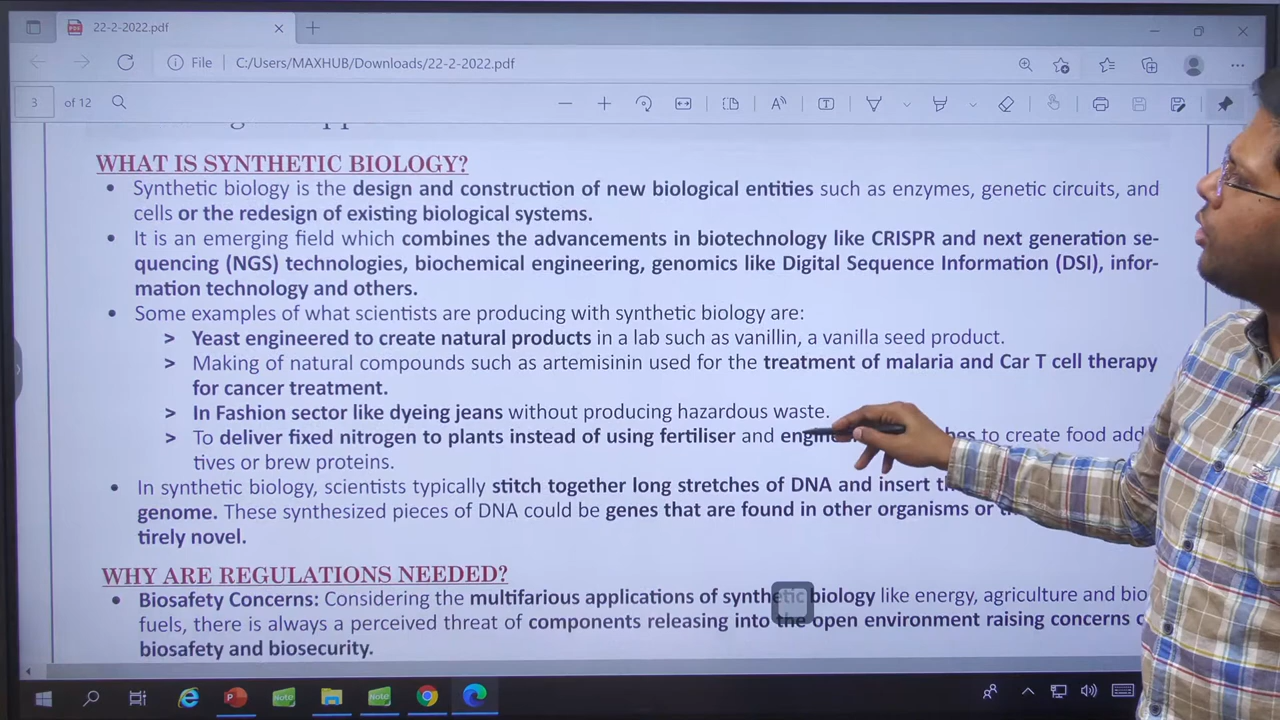 22-2-2022.pdf
File C:/Users/MAXHUB/Downloads/22-2-2022.pdf
3 of 12
WHAT IS SYNTHETIC BIOLOGY?
• Synthetic biology is the design and construction of new biological entities such as enzymes, genetic circuits, and
cells or the redesign of existing biological systems.
• It is an emerging field which combines the advancements in biotechnology like CRISPR and next generation se-
quencing (NGS) technologies, biochemical engineering, genomics like Digital Sequence Information (DSI), infor-
mation technology and others.
• Some examples of what scientists are producing with synthetic biology are:
> Yeast engineered to create natural products in a lab such as vanillin, a vanilla seed product.
> Making of natural compounds such as artemisinin used for the treatment of malaria and Car T cell therapy
for cancer treatment.
> In Fashion sector like dyeing jeans without producing hazardous waste.
> To deliver fixed nitrogen to plants instead of using fertiliser and to create food add
tives or brew proteins.
• In synthetic biology, scientists typically stitch together long stretches of DNA and insert
genome. These synthesized pieces of DNA could be genes that are found in other organisms or
tirely novel.
WHY ARE REGULATIONS NEEDED?
• Biosafety Concerns: Considering the multifarious applications of synthetic biology like energy, agriculture and bio
fuels, there is always a perceived threat of components releasing into the open environment raising concerns
biosafety and biosecurity.